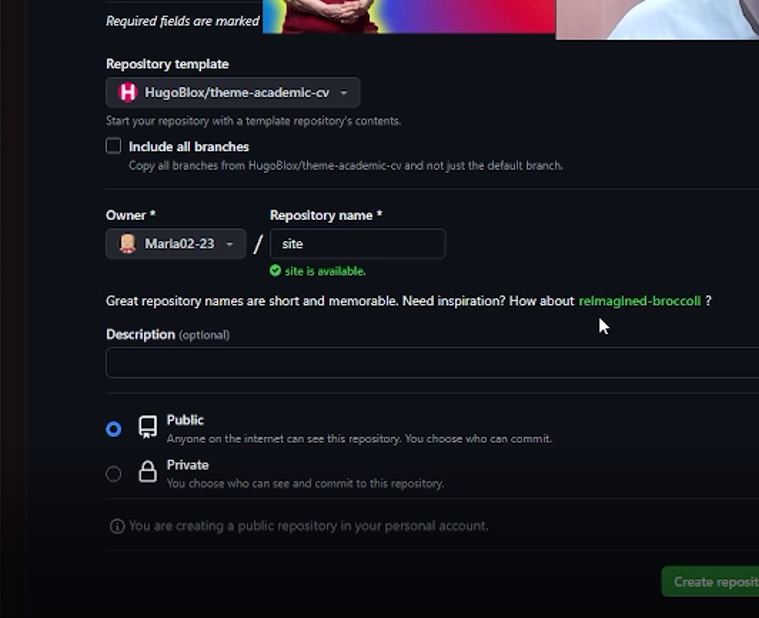 Required fields are marked
Repository template
HugoBlox/theme-academic-cv
Start your repository with a template repository's contents.
Include all branches
Copy all branches from HugoBlox/theme-academic-cv and not just the default branch.
Owner * Repository name *
Maria02-23 / site
site is available.
Great repository names are short and memorable. Need inspiration? How about reimagined-broccoli ?
Description (optional)
Public
Anyone on the internet can see this repository. You choose who can commit.
Private
You choose who can see and commit to this repository.
You are creating a public repository in your personal account.
Create reposit